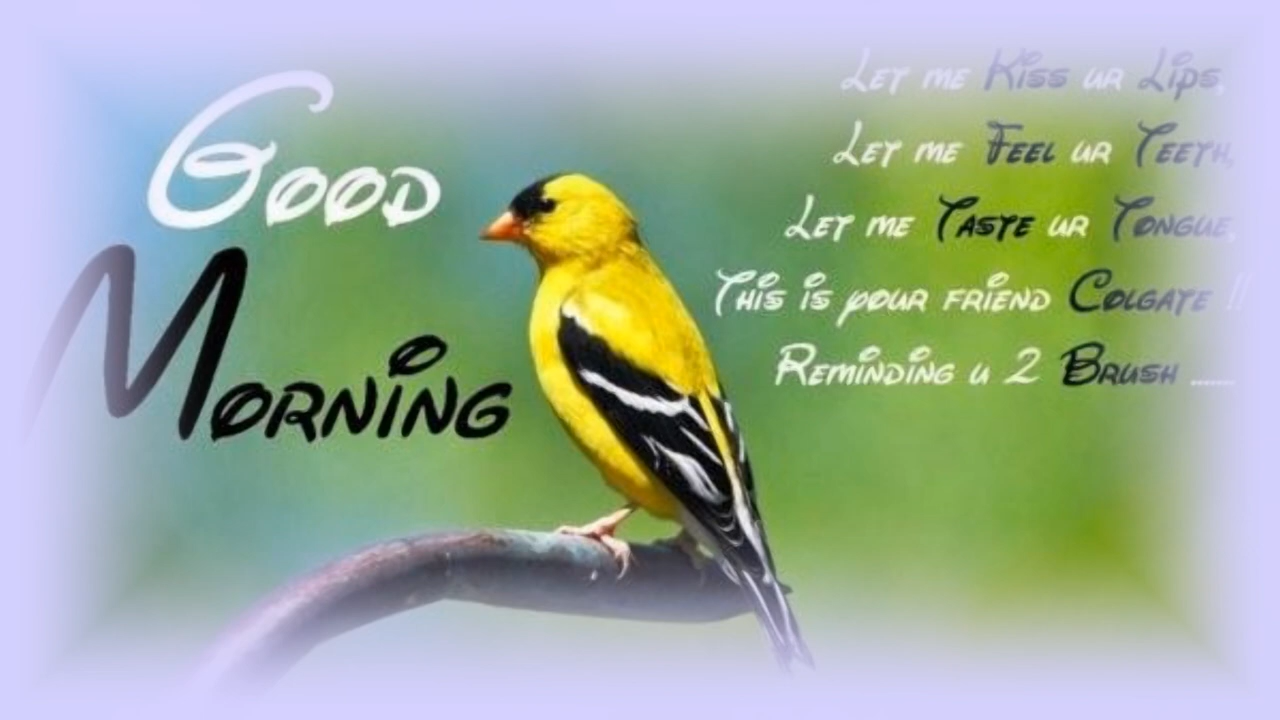 Good
Morning
Let me Kiss ur Lips,
Let me Feel ur Teeth,
Let me Taste ur Tongue,
This is your friend Colgate !!
Reminding u 2 Brush ......